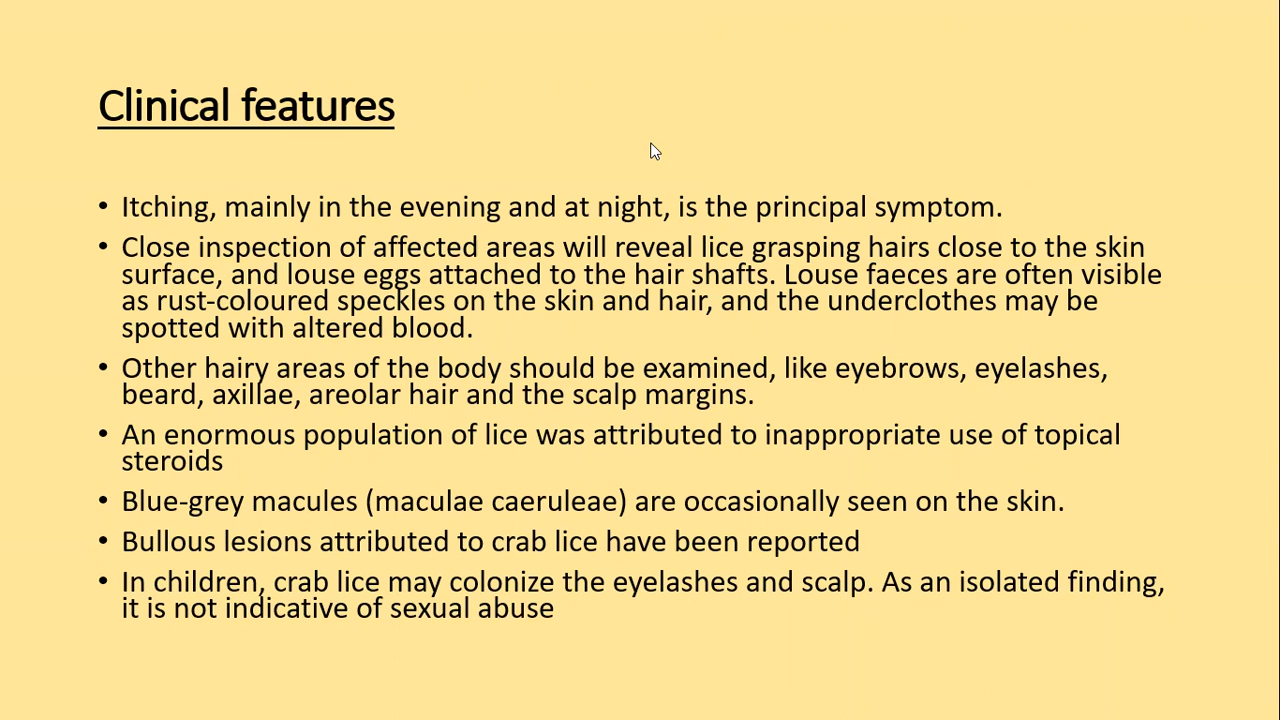 Clinical features
• Itching, mainly in the evening and at night, is the principal symptom.
• Close inspection of affected areas will reveal lice grasping hairs close to the skin
surface, and louse eggs attached to the hair shafts. Louse faeces are often visible
as rust-coloured speckles on the skin and hair, and the underclothes may be
spotted with altered blood.
• Other hairy areas of the body should be examined, like eyebrows, eyelashes,
beard, axillae, areolar hair and the scalp margins.
• An enormous population of lice was attributed to inappropriate use of topical
steroids
• Blue-grey macules (maculae caeruleae) are occasionally seen on the skin.
• Bullous lesions attributed to crab lice have been reported
• In children, crab lice may colonize the eyelashes and scalp. As an isolated finding,
it is not indicative of sexual abuse